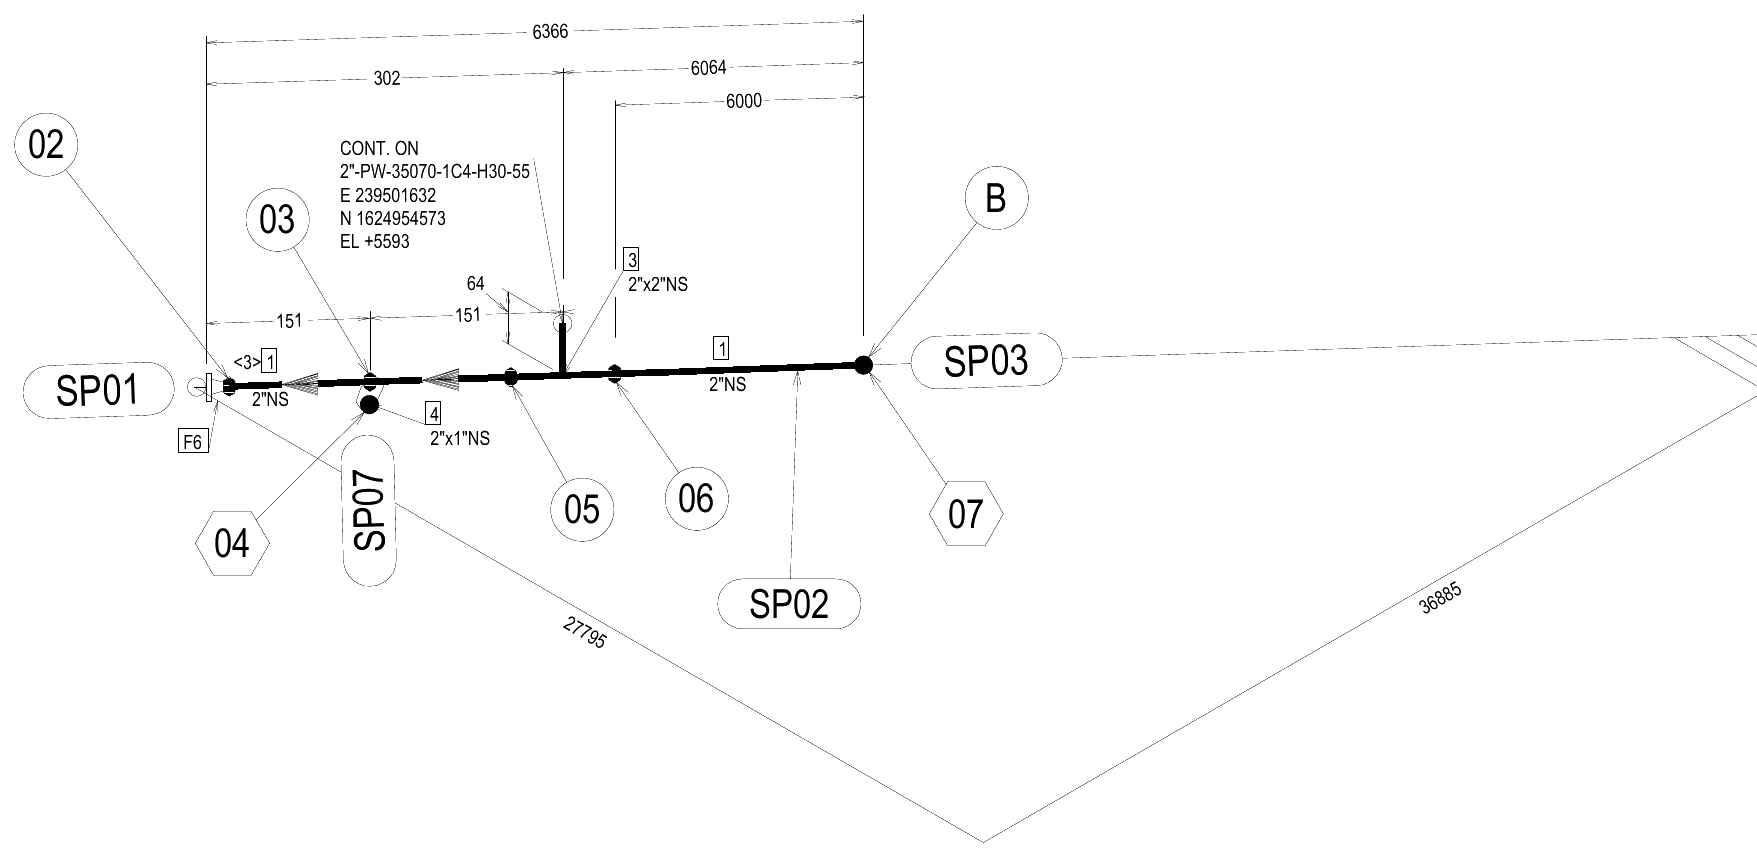 6366
302
6064
6000
02
CONT. ON
2"-PW-35070-1C4-H30-55
E 239501632
N 1624954573
EL +5593
03
B
3
2"x2"NS
64
151
151
<3> 1
1
SP01
2"NS
2"NS
SP03
F6
4
2"x1"NS
SP07
05
06
07
04
SP02
27795
36885